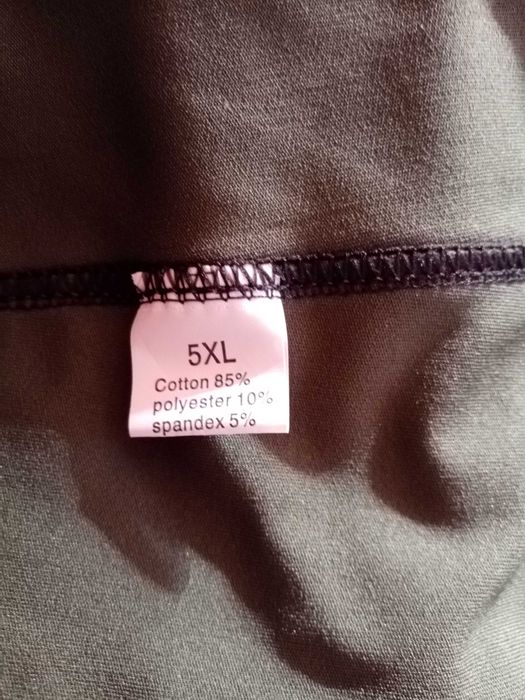 5XL
Cotton 85%
polyester 10%
spandex 5%